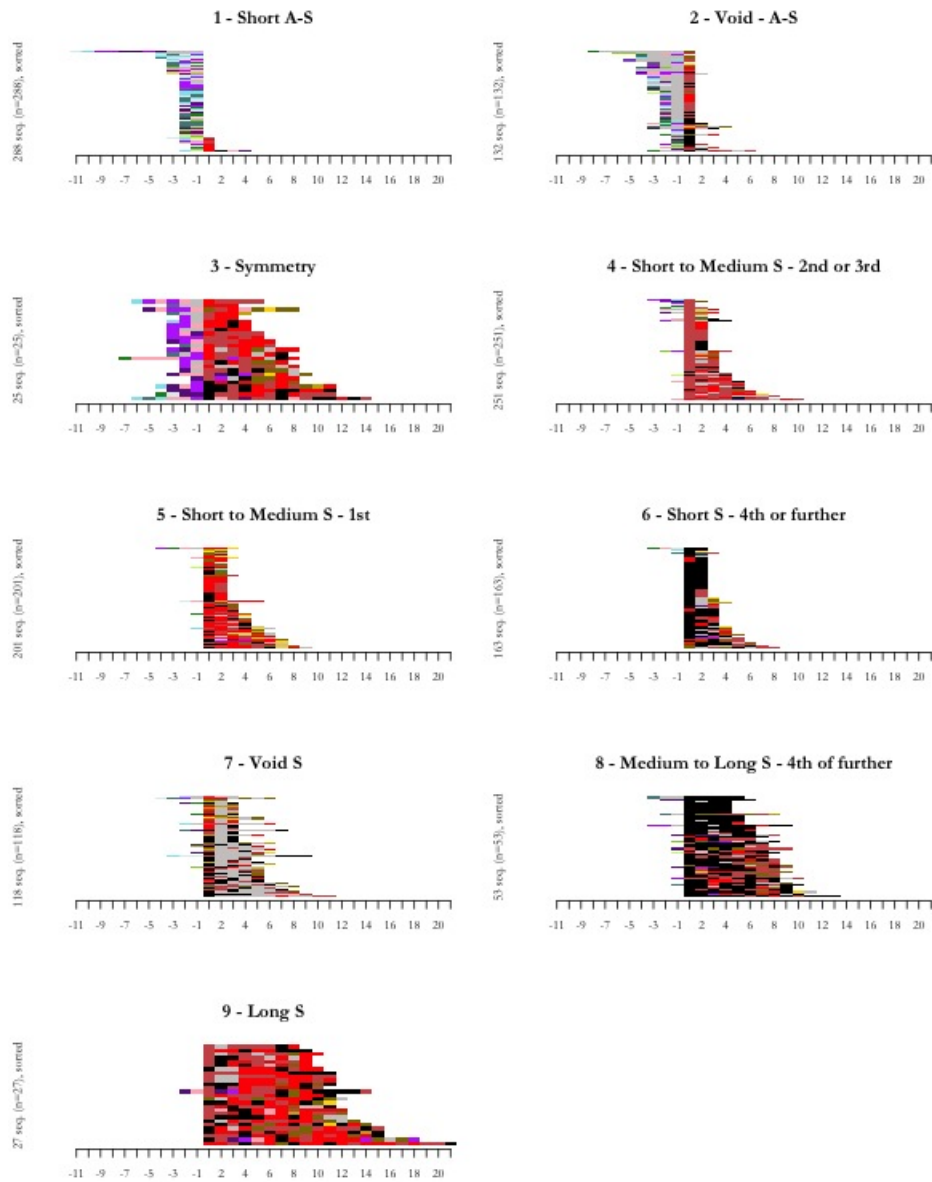 1 - Short A-S
288 seq. (n=288), sorted
-11 -9 -7 -5 -3 -1 2 4 6 8 10 12 14 16 18 20
2 - Void - A-S
132 seq. (n=132), sorted
-11 -9 -7 -5 -3 -1 2 4 6 8 10 12 14 16 18 20
3 - Symmetry
25 seq. (n=25), sorted
-11 -9 -7 -5 -3 -1 2 4 6 8 10 12 14 16 18 20
4 - Short to Medium S - 2nd or 3rd
251 seq. (n=251), sorted
-11 -9 -7 -5 -3 -1 2 4 6 8 10 12 14 16 18 20
5 - Short to Medium S - 1st
201 seq. (n=201), sorted
-11 -9 -7 -5 -3 -1 2 4 6 8 10 12 14 16 18 20
6 - Short S - 4th or further
163 seq. (n=163), sorted
-11 -9 -7 -5 -3 -1 2 4 6 8 10 12 14 16 18 20
7 - Void S
118 seq. (n=118), sorted
-11 -9 -7 -5 -3 -1 2 4 6 8 10 12 14 16 18 20
8 - Medium to Long S - 4th of further
53 seq. (n=53), sorted
-11 -9 -7 -5 -3 -1 2 4 6 8 10 12 14 16 18 20
9 - Long S
27 seq. (n=27), sorted
-11 -9 -7 -5 -3 -1 2 4 6 8 10 12 14 16 18 20